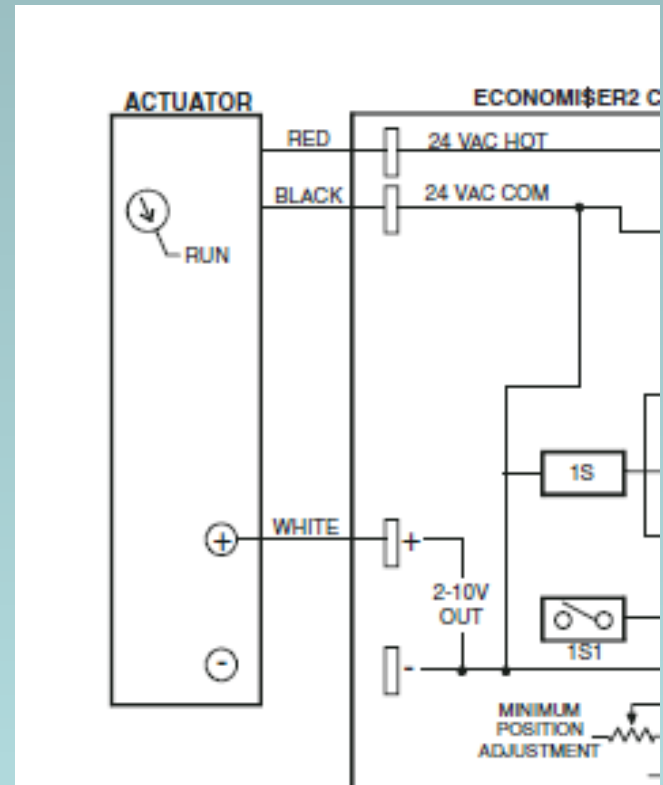 ACTUATOR
ECONOMI$ER2 C
RED
24 VAC HOT
BLACK
24 VAC COM
RUN
1S
WHITE
+
+
2-10V
OUT
1S1
-
-
MINIMUM
POSITION
ADJUSTMENT